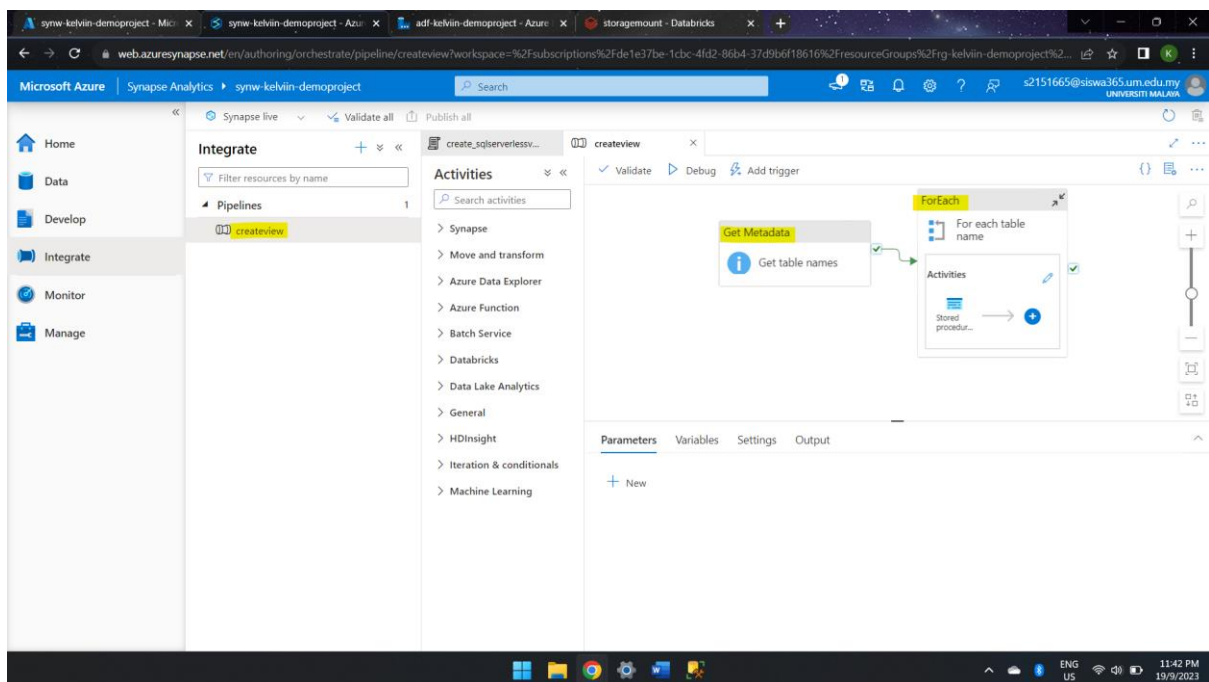 synw-kelviin-demoproject - Micr
synw-kelviin-demoproject - Azur
adf-kelviin-demoproject - Azure
storagemount - Databricks
web.azuresynapse.net/en/authoring/orchestrate/pipeline/createview?workspace=%2Fsubscriptions%2Fde1e37be-1cbc-4fd2-86b4-37d9b6f18616%2FresourceGroups%2Frg-kelviin-demoproject%2...
K
Microsoft Azure
Synapse Analytics
synw-kelviin-demoproject
Search
1
s2151665@siswa365.um.edu.my
UNIVERSITI MALAYA
Synapse live
Validate all
Publish all
Home
Data
Develop
Integrate
Monitor
Manage
Integrate
Filter resources by name
Pipelines
1
createview
create_sqlserverlessv...
createview
Activities
Search activities
Synapse
Move and transform
Azure Data Explorer
Azure Function
Batch Service
Databricks
Data Lake Analytics
General
HDInsight
Iteration & conditionals
Machine Learning
Validate
Debug
Add trigger
Get Metadata
Get table names
ForEach
For each table
name
Activities
Stored
procedur...
Parameters
Variables
Settings
Output
New
ENG
US
11:42 PM
19/9/2023